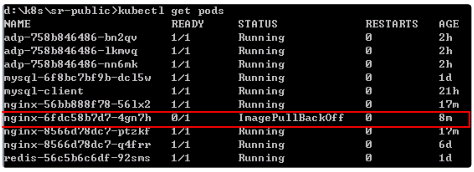 d:\k8s\sr-public>kubectl get pods
NAME READY STATUS RESTARTS AGE
adp-758b846486-bn2qv 1/1 Running 0 2h
adp-758b846486-lkmvq 1/1 Running 0 2h
adp-758b846486-nn6mk 1/1 Running 0 2h
mysql-6f8bc7bf9b-dcl5w 1/1 Running 0 1d
mysql-client 1/1 Running 0 21h
nginx-56bb888f78-56lx2 1/1 Running 0 17m
nginx-6fdc58b7d7-4gn7h 0/1 ImagePullBackOff 0 8m
nginx-8566d78dc7-ptzkf 1/1 Running 0 17m
nginx-8566d78dc7-q4frr 1/1 Running 0 6d
redis-56c5b6c6df-92sms 1/1 Running 0 1d